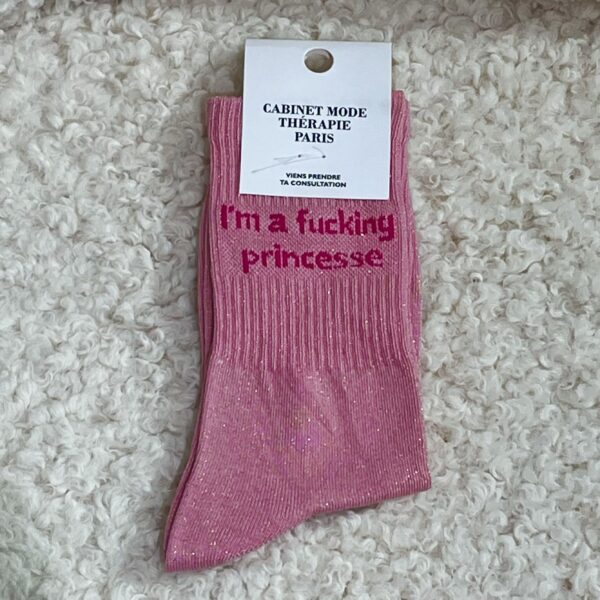 CABINET MODE
THÉRAPIE
PARIS
VIENS PRENDRE
TA CONSULTATION
I'm a fucking
princesse